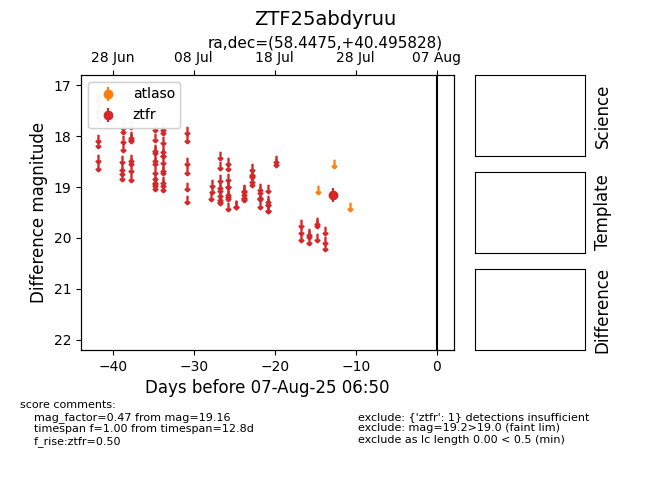 ZTF25abdyruu
ra,dec=(58.4475,+40.495828)
28 Jun 08 Jul 18 Jul 28 Jul 07 Aug
atlaso
ztfr
17
18
19
20
21
22
Difference magnitude
−40 −30 −20 −10 0
Days before 07-Aug-25 06:50
Science
Template
Difference
score comments:
mag_factor=0.47 from mag=19.16
timespan f=1.00 from timespan=12.8d
f_rise:ztfr=0.50
exclude: {'ztfr': 1} detections insufficient
exclude: mag=19.2>19.0 (faint lim)
exclude as lc length 0.00 < 0.5 (min)